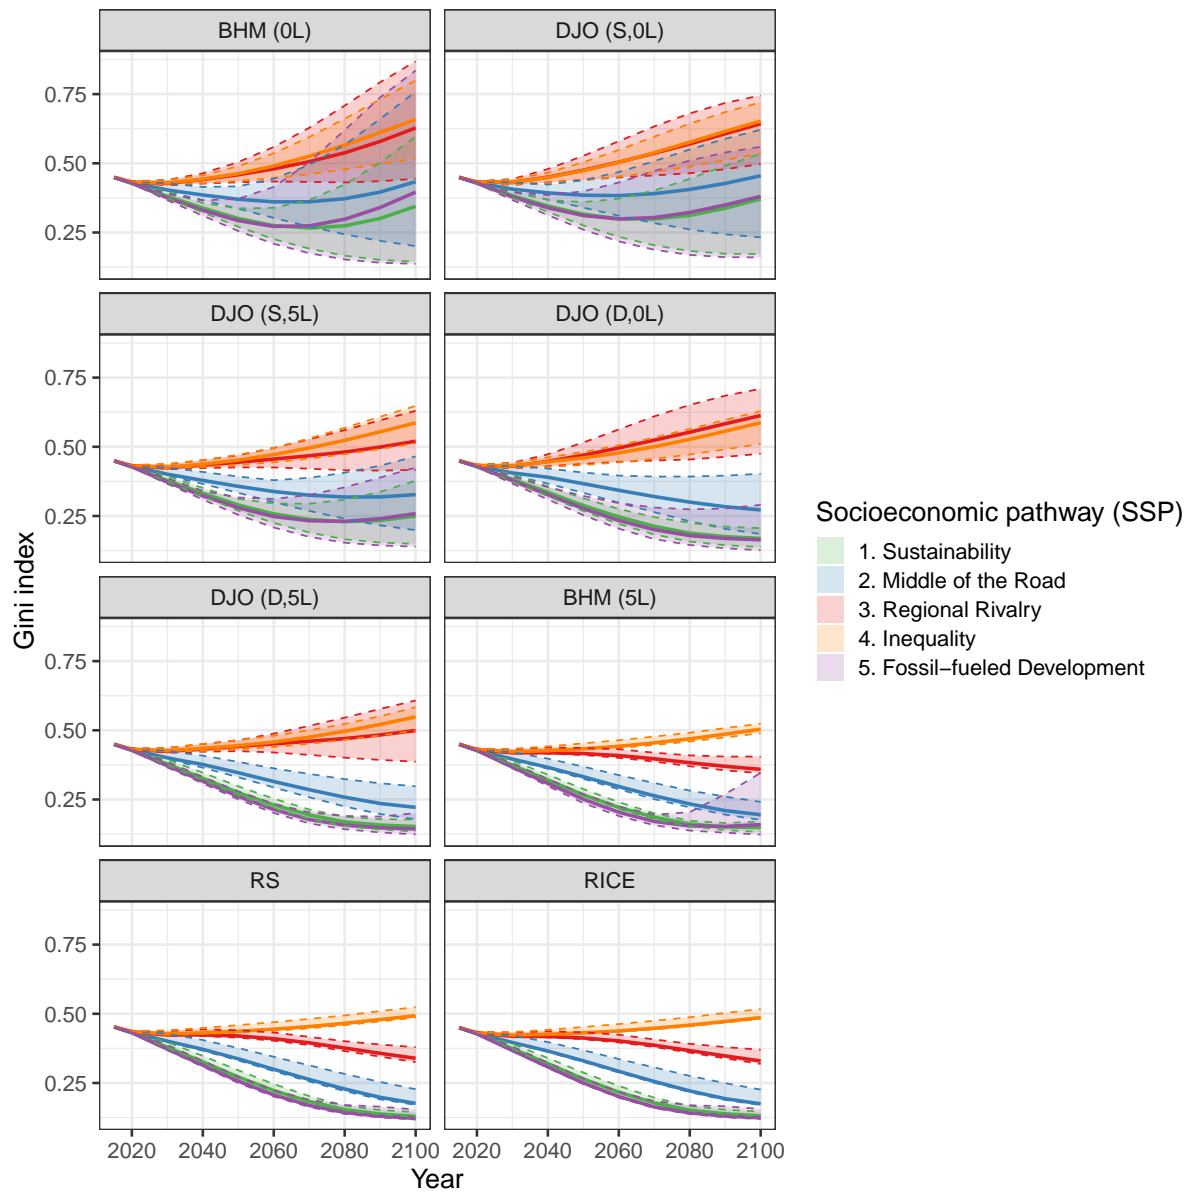 BHM (0L)
DJO (S,0L)
0.75
0.50
0.25
DJO (S,5L)
DJO (D,0L)
0.75
0.50
0.25
DJO (D,5L)
BHM (5L)
0.75
0.50
0.25
RS
RICE
0.75
0.50
0.25
2020 2040 2060 2080 2100
2020 2040 2060 2080 2100
Year
Gini index
Socioeconomic pathway (SSP)
1. Sustainability
2. Middle of the Road
3. Regional Rivalry
4. Inequality
5. Fossil−fueled Development